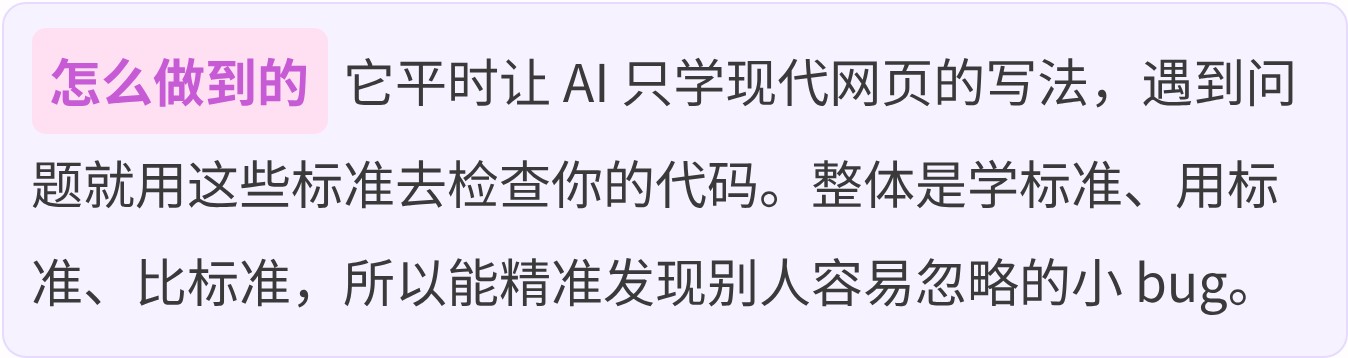 怎么做到的 它平时让 AI 只学现代网页的写法，遇到问
题就用这些标准去检查你的代码。整体是学标准、用标
准、比标准，所以能精准发现别人容易忽略的小 bug。